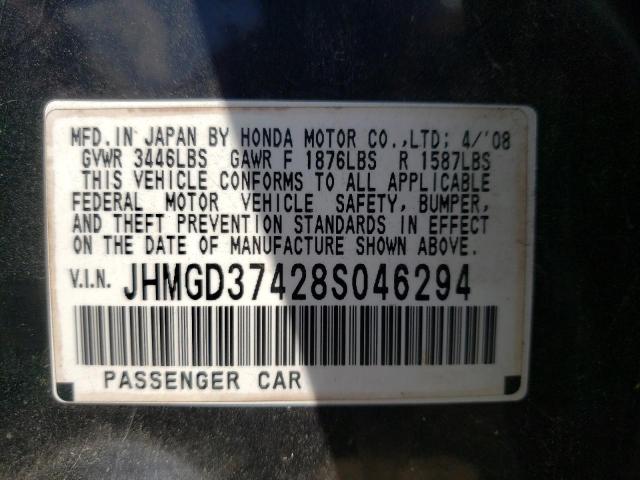 MFD. IN JAPAN BY HONDA MOTOR CO.,LTD; 4/'08
GVWR 3446LBS GAWR F 1876LBS R 1587LBS
THIS VEHICLE CONFORMS TO ALL APPLICABLE
FEDERAL MOTOR VEHICLE SAFETY, BUMPER,
AND THEFT PREVENTION STANDARDS IN EFFECT
ON THE DATE OF MANUFACTURE SHOWN ABOVE.
V.I.N. JHMGD37428S046294
PASSENGER CAR